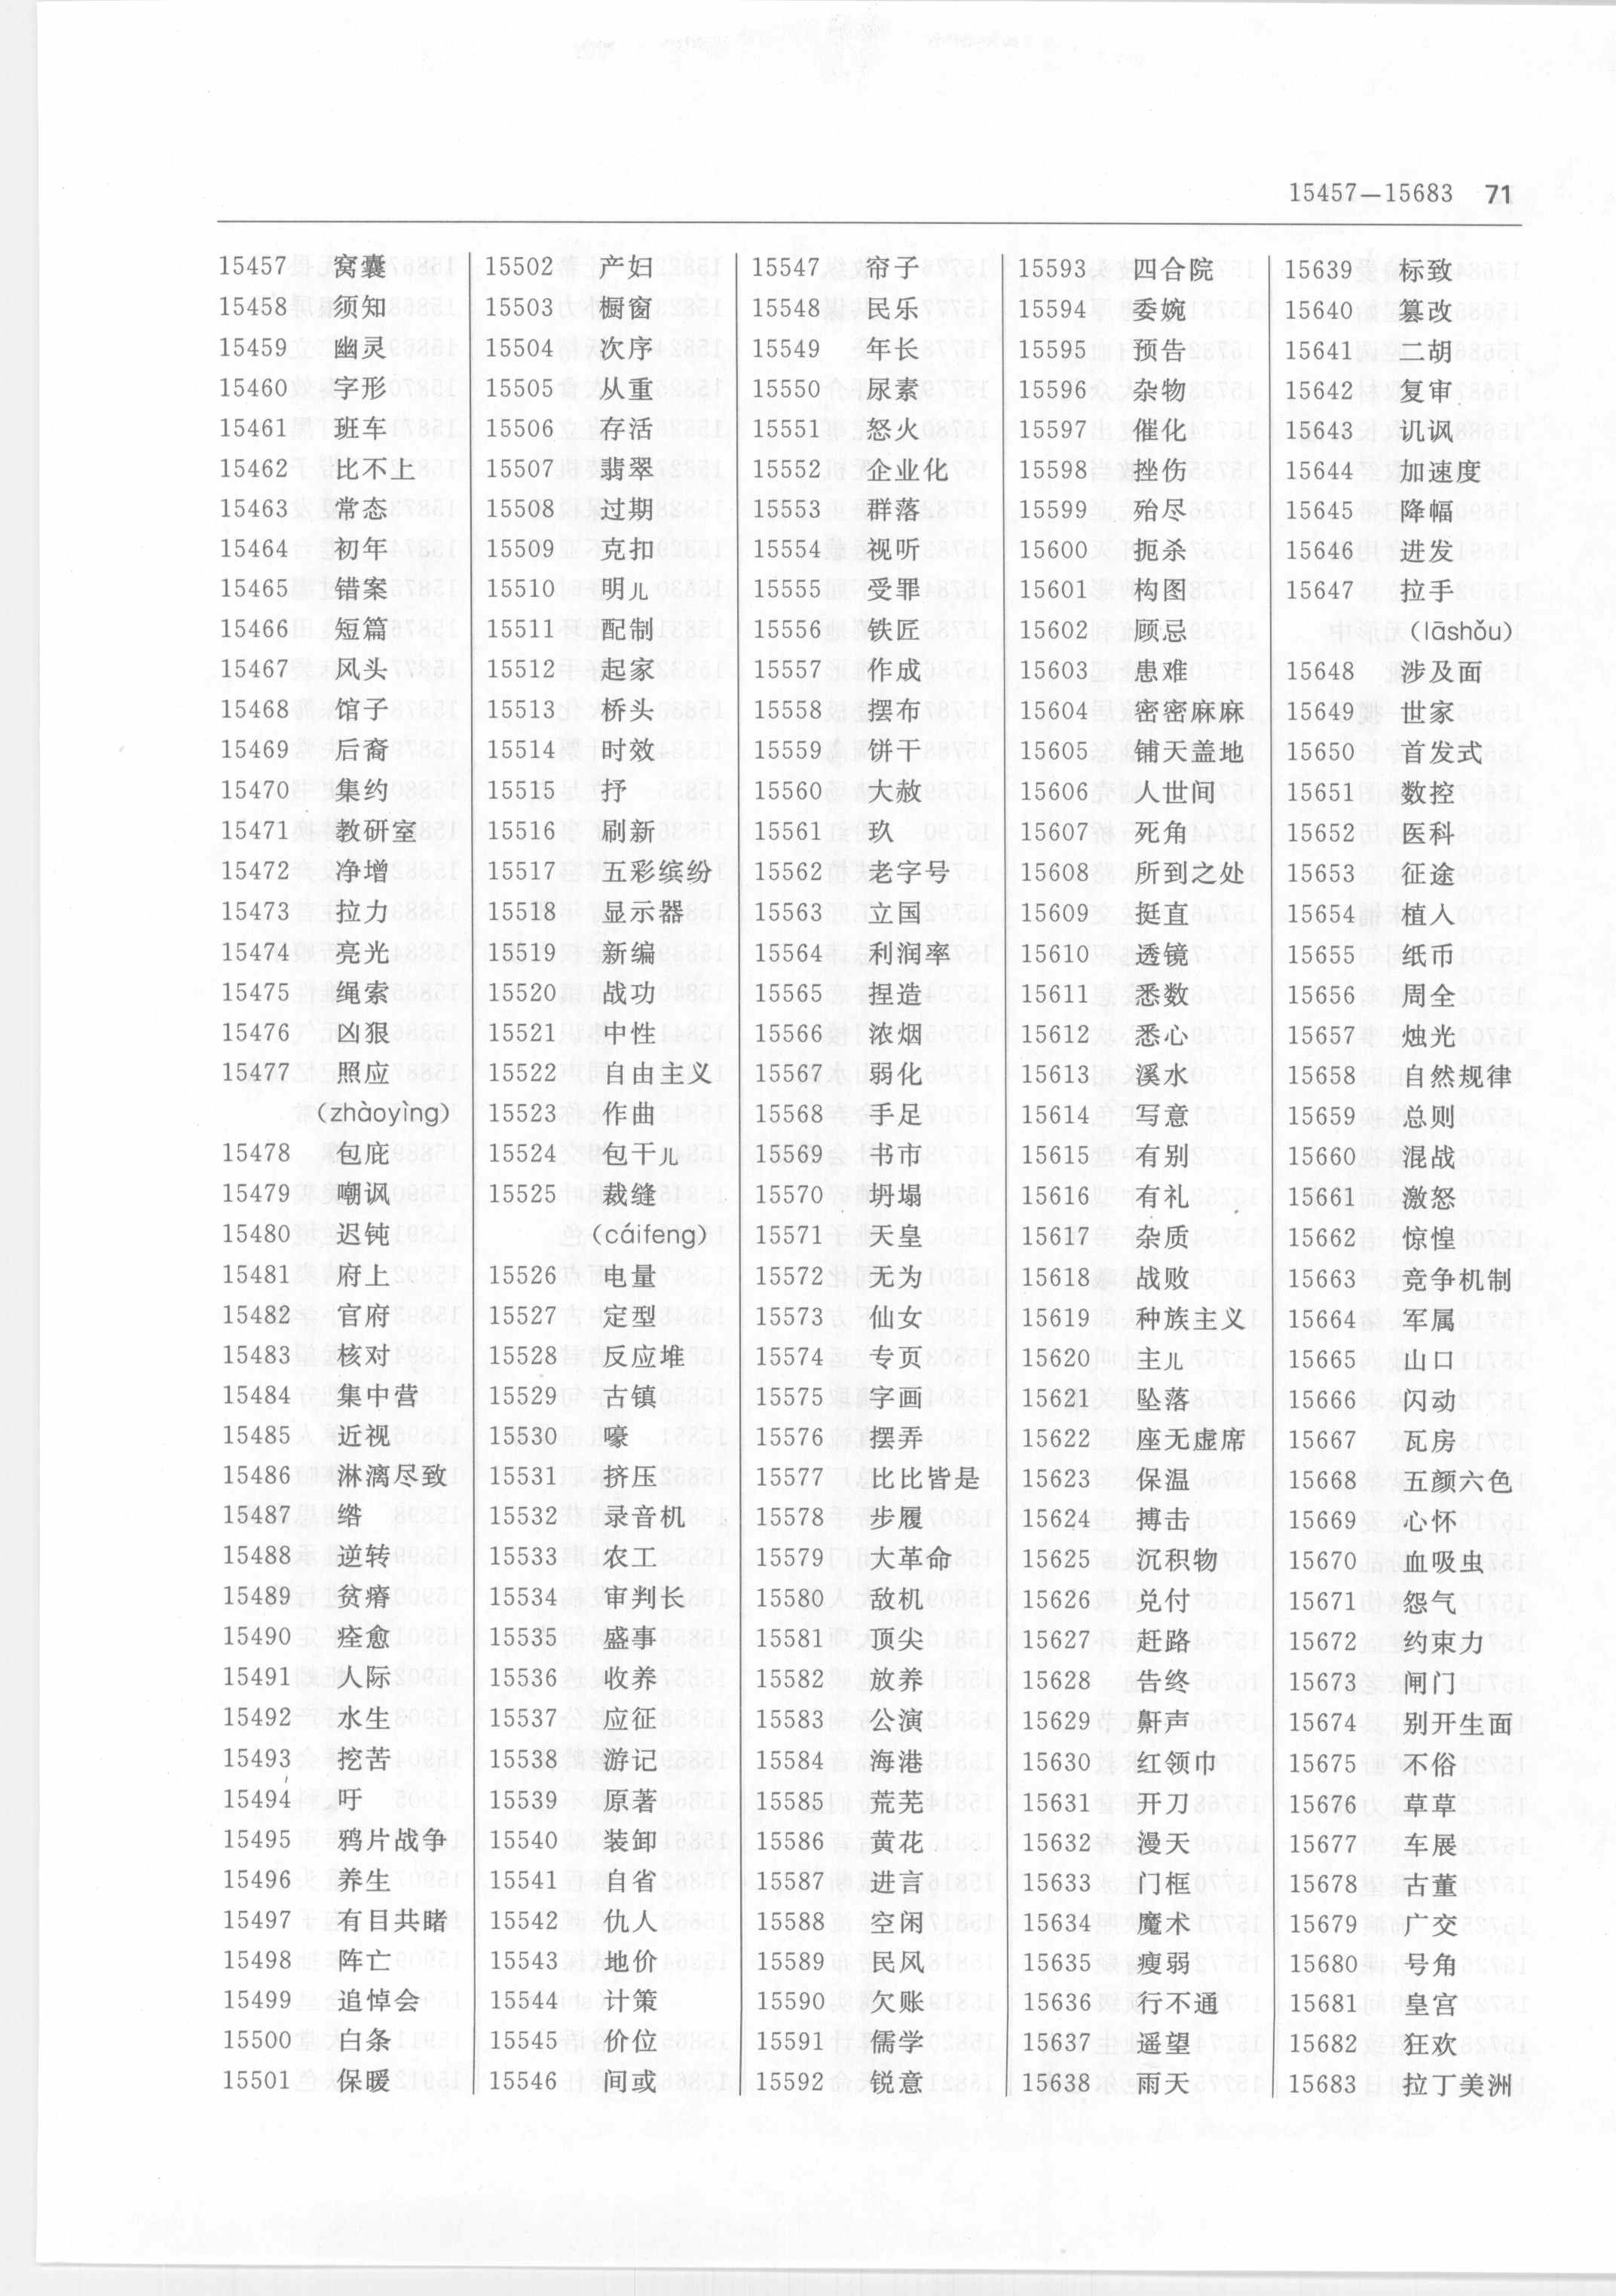 15457—15683 71
15457 窝囊
15458 须知
15459 幽灵
15460 字形
15461 班车
15462 比不上
15463 常态
15464 初年
15465 错案
15466 短篇
15467 风头
15468 馆子
15469 后裔
15470 集约
15471 教研室
15472 净增
15473 拉力
15474 亮光
15475 绳索
15476 凶狠
15477 照应
(zhàoyìng)
15478 包庇
15479 嘲讽
15480 迟钝
15481 府上
15482 官府
15483 核对
15484 集中营
15485 近视
15486 淋漓尽致
15487 绺
15488 逆转
15489 贫瘠
15490 痊愈
15491 人际
15492 水生
15493 挖苦
15494 吁
15495 鸦片战争
15496 养生
15497 有目共睹
15498 阵亡
15499 追悼会
15500 白条
15501 保暖
15502 产妇
15503 橱窗
15504 次序
15505 从重
15506 存活
15507 翡翠
15508 过期
15509 克扣
15510 明儿
15511 配制
15512 起家
15513 桥头
15514 时效
15515 抒
15516 刷新
15517 五彩缤纷
15518 显示器
15519 新编
15520 战功
15521 中性
15522 自由主义
15523 作曲
15524 包干儿
15525 裁缝
(cáifeng)
15526 电量
15527 定型
15528 反应堆
15529 古镇
15530 嚎
15531 挤压
15532 录音机
15533 农工
15534 审判长
15535 盛事
15536 收养
15537 应征
15538 游记
15539 原著
15540 装卸
15541 自省
15542 仇人
15543 地价
15544 计策
15545 价位
15546 间或
15547 帘子
15548 民乐
15549 年长
15550 尿素
15551 怒火
15552 企业化
15553 群落
15554 视听
15555 受罪
15556 铁匠
15557 作成
15558 摆布
15559 饼干
15560 大赦
15561 玖
15562 老字号
15563 立国
15564 利润率
15565 捏造
15566 浓烟
15567 弱化
15568 手足
15569 书市
15570 坍塌
15571 天皇
15572 无为
15573 仙女
15574 专页
15575 字画
15576 摆弄
15577 比比皆是
15578 步履
15579 大革命
15580 敌机
15581 顶尖
15582 放养
15583 公演
15584 海港
15585 荒芜
15586 黄花
15587 进言
15588 空闲
15589 民风
15590 欠账
15591 儒学
15592 锐意
15593 四合院
15594 委婉
15595 预告
15596 杂物
15597 催化
15598 挫伤
15599 殆尽
15600 扼杀
15601 构图
15602 顾忌
15603 患难
15604 密密麻麻
15605 铺天盖地
15606 人世间
15607 死角
15608 所到之处
15609 挺直
15610 透镜
15611 悉数
15612 悉心
15613 溪水
15614 写意
15615 有别
15616 有礼
15617 杂质
15618 战败
15619 种族主义
15620 主儿
15621 坠落
15622 座无虚席
15623 保温
15624 搏击
15625 沉积物
15626 兑付
15627 赶路
15628 告终
15629 鼾声
15630 红领巾
15631 开刀
15632 漫天
15633 门框
15634 魔术
15635 瘦弱
15636 行不通
15637 遥望
15638 雨天
15639 标致
15640 篡改
15641 二胡
15642 复审
15643 讥讽
15644 加速度
15645 降幅
15646 进发
15647 拉手
(lāshǒu)
15648 涉及面
15649 世家
15650 首发式
15651 数控
15652 医科
15653 征途
15654 植人
15655 纸币
15656 周全
15657 烛光
15658 自然规律
15659 总则
15660 混战
15661 激怒
15662 惊惶
15663 竞争机制
15664 军属
15665 山口
15666 闪动
15667 瓦房
15668 五颜六色
15669 心怀
15670 血吸虫
15671 怨气
15672 约束力
15673 闸门
15674 别开生面
15675 不俗
15676 草草
15677 车展
15678 古董
15679 广交
15680 号角
15681 皇宫
15682 狂欢
15683 拉丁美洲